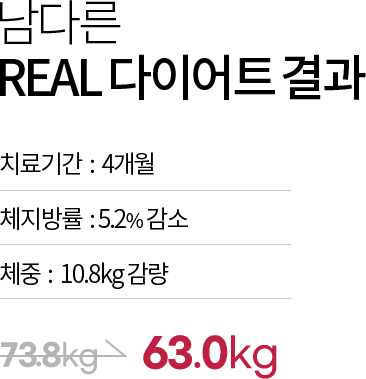 남다른
REAL 다이어트 결과
치료기간 : 4개월
체지방률 : 5.2% 감소
체중 : 10.8kg 감량
73.8kg → 63.0kg